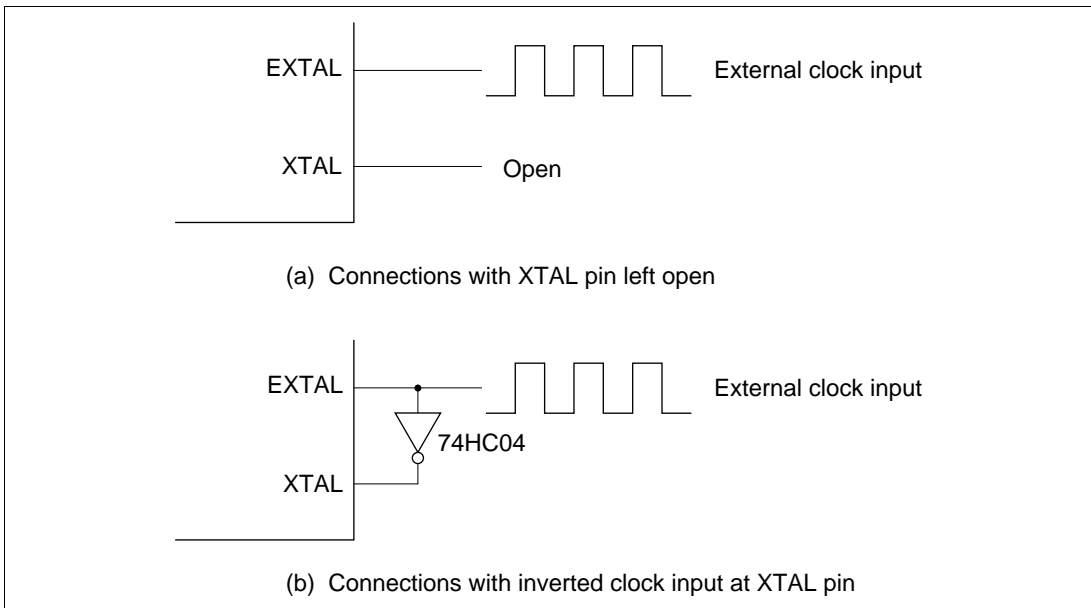 EXTAL
External clock input
XTAL
Open
(a) Connections with XTAL pin left open
EXTAL
External clock input
74HC04
XTAL
(b) Connections with inverted clock input at XTAL pin